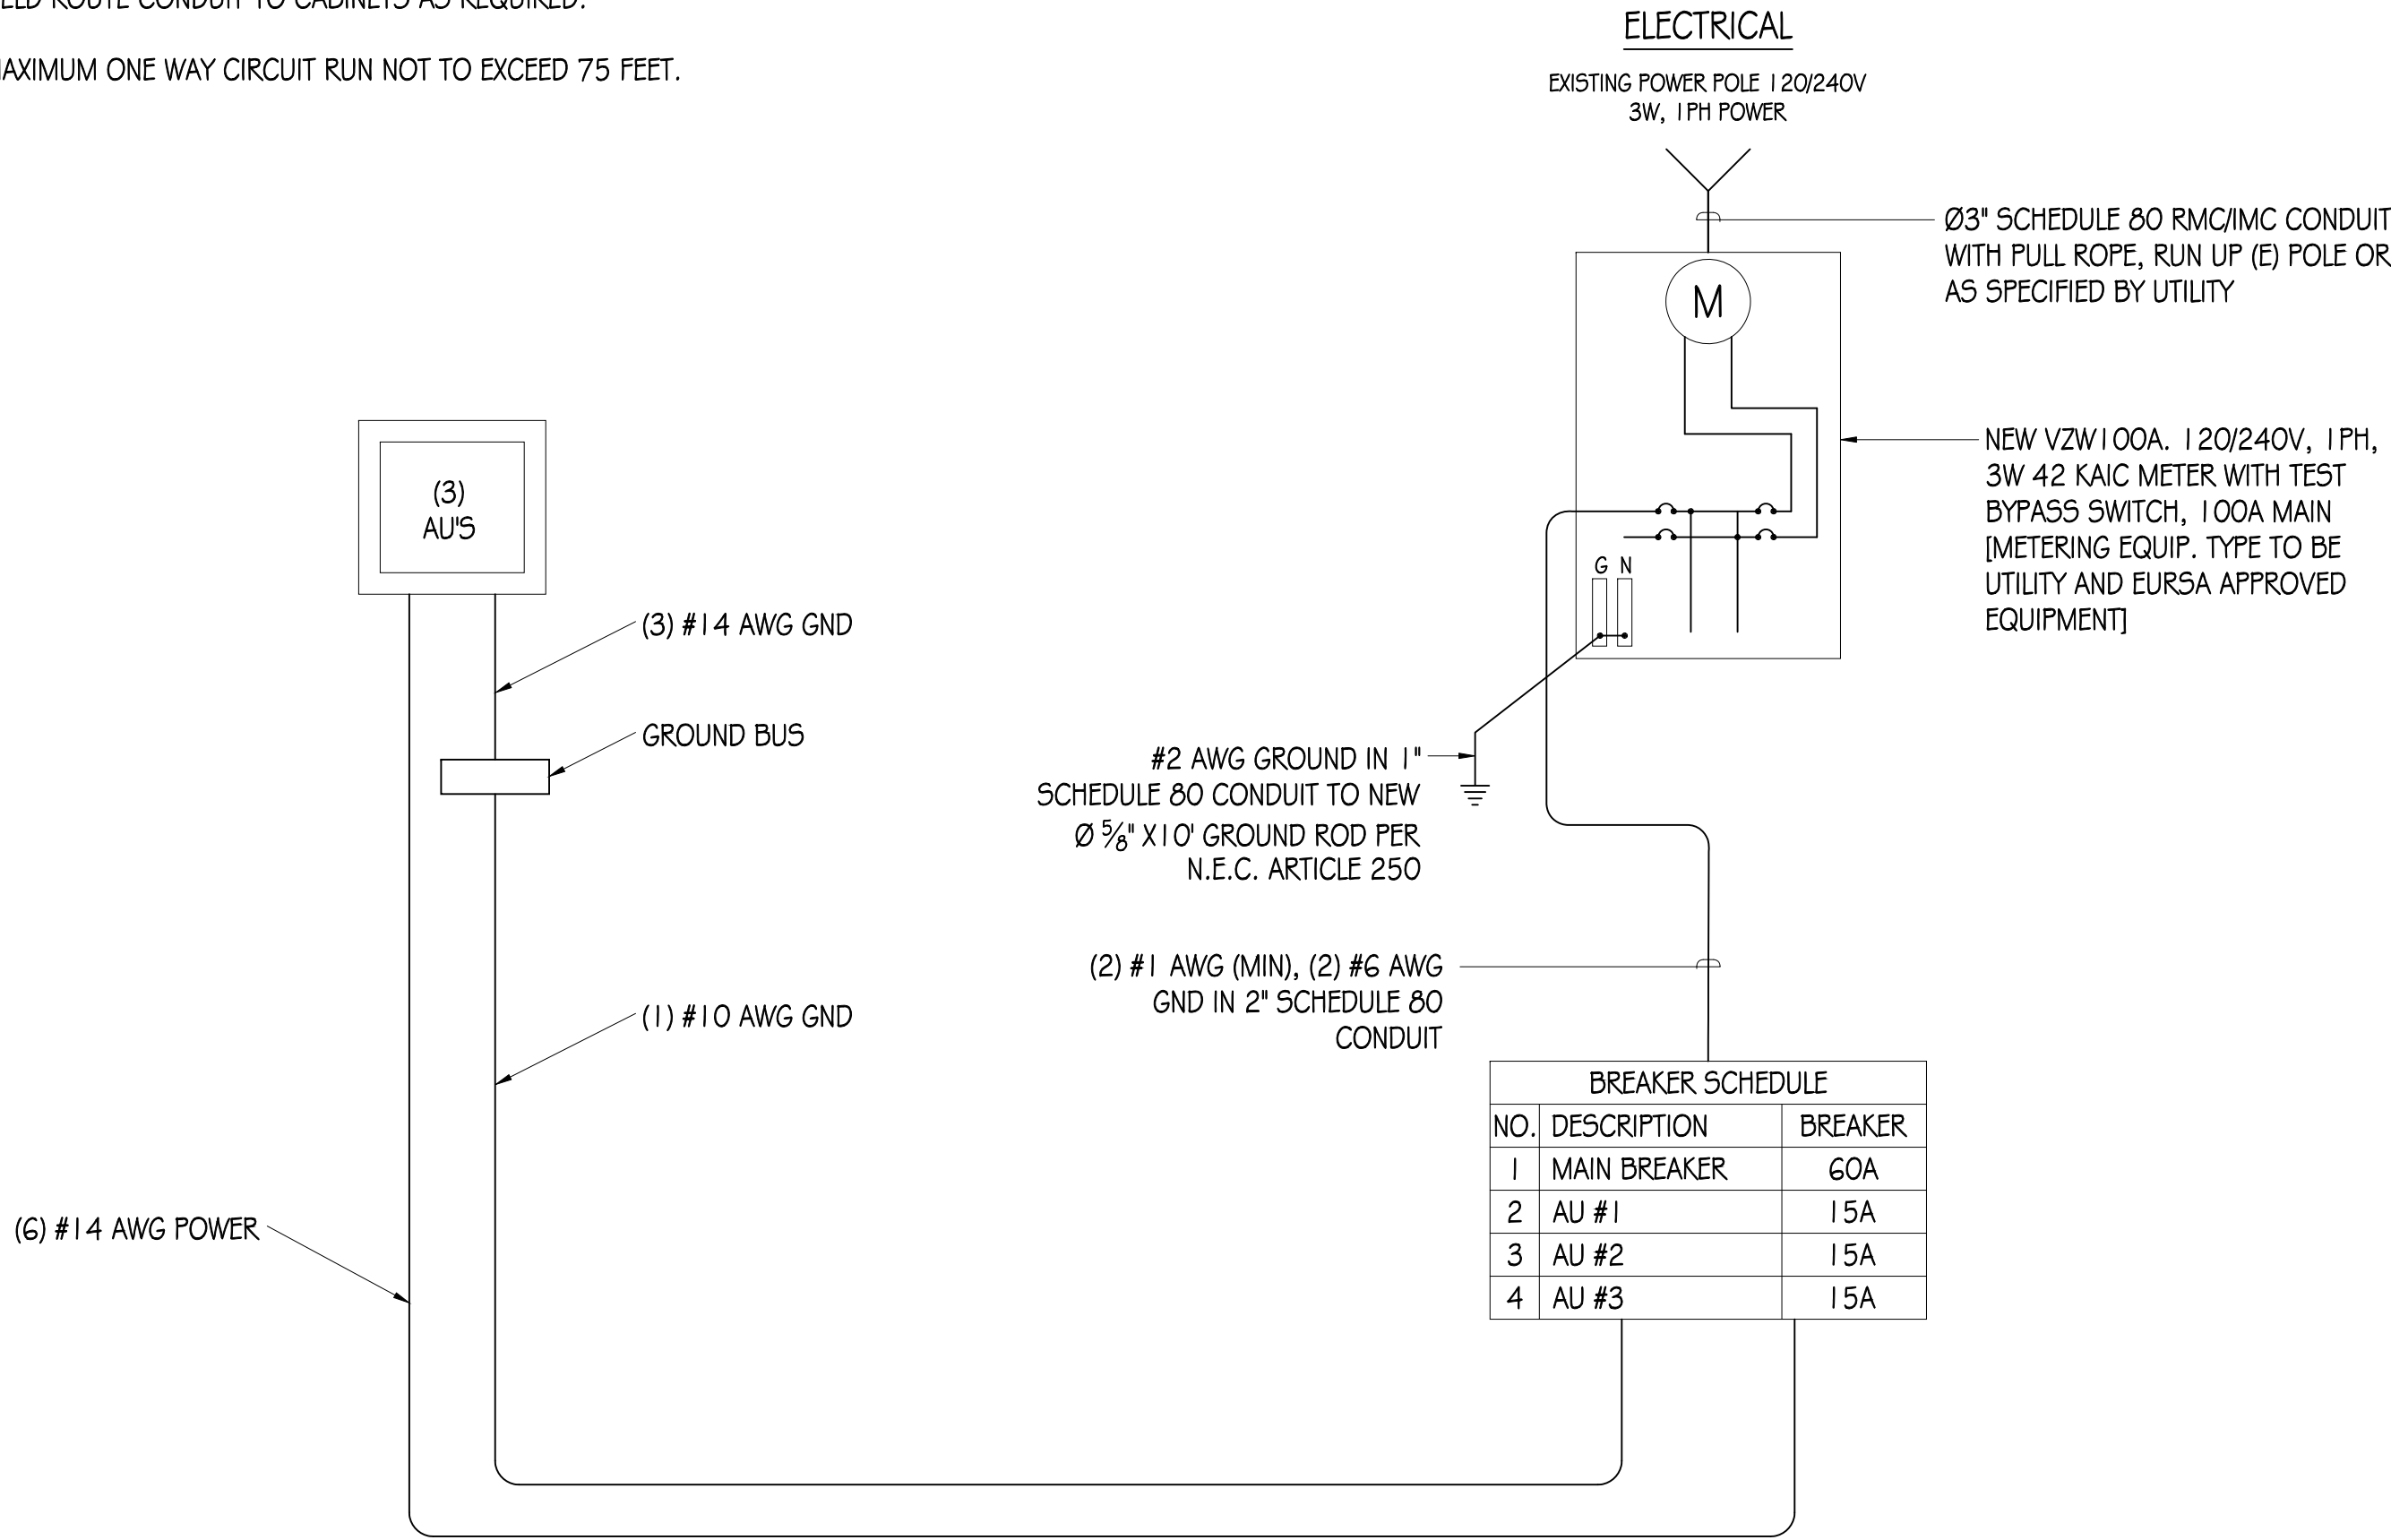 ROUTE CONDUIT TO CABINETS AS REQUIRED.
ONE WAY CIRCUIT RUN NOT TO EXCEED 75 FEET.
ELECTRICAL
EXISTING POWER POLE 120/240V
3W, 1PH POWER
Ø3" SCHEDULE 80 RMC/IMC CONDUIT
WITH PULL ROPE, RUN UP (E) POLE OR
AS SPECIFIED BY UTILITY
M
NEW VZW100A. 120/240V, 1PH,
3W 42 KAIC METER WITH TEST
BYPASS SWITCH, 100A MAIN
[METERING EQUIP. TYPE TO BE
UTILITY AND EURSA APPROVED
EQUIPMENT]
G N
(3)
AU'S
(3) #14 AWG GND
GROUND BUS
#2 AWG GROUND IN 1"
SCHEDULE 80 CONDUIT TO NEW
Ø 5/8" X10' GROUND ROD PER
N.E.C. ARTICLE 250
(2) #1 AWG (MIN), (2) #6 AWG
GND IN 2" SCHEDULE 80
CONDUIT
(1) #10 AWG GND
(6) #14 AWG POWER
BREAKER SCHEDULE
NO. DESCRIPTION BREAKER
1 MAIN BREAKER 60A
2 AU #1 15A
3 AU #2 15A
4 AU #3 15A